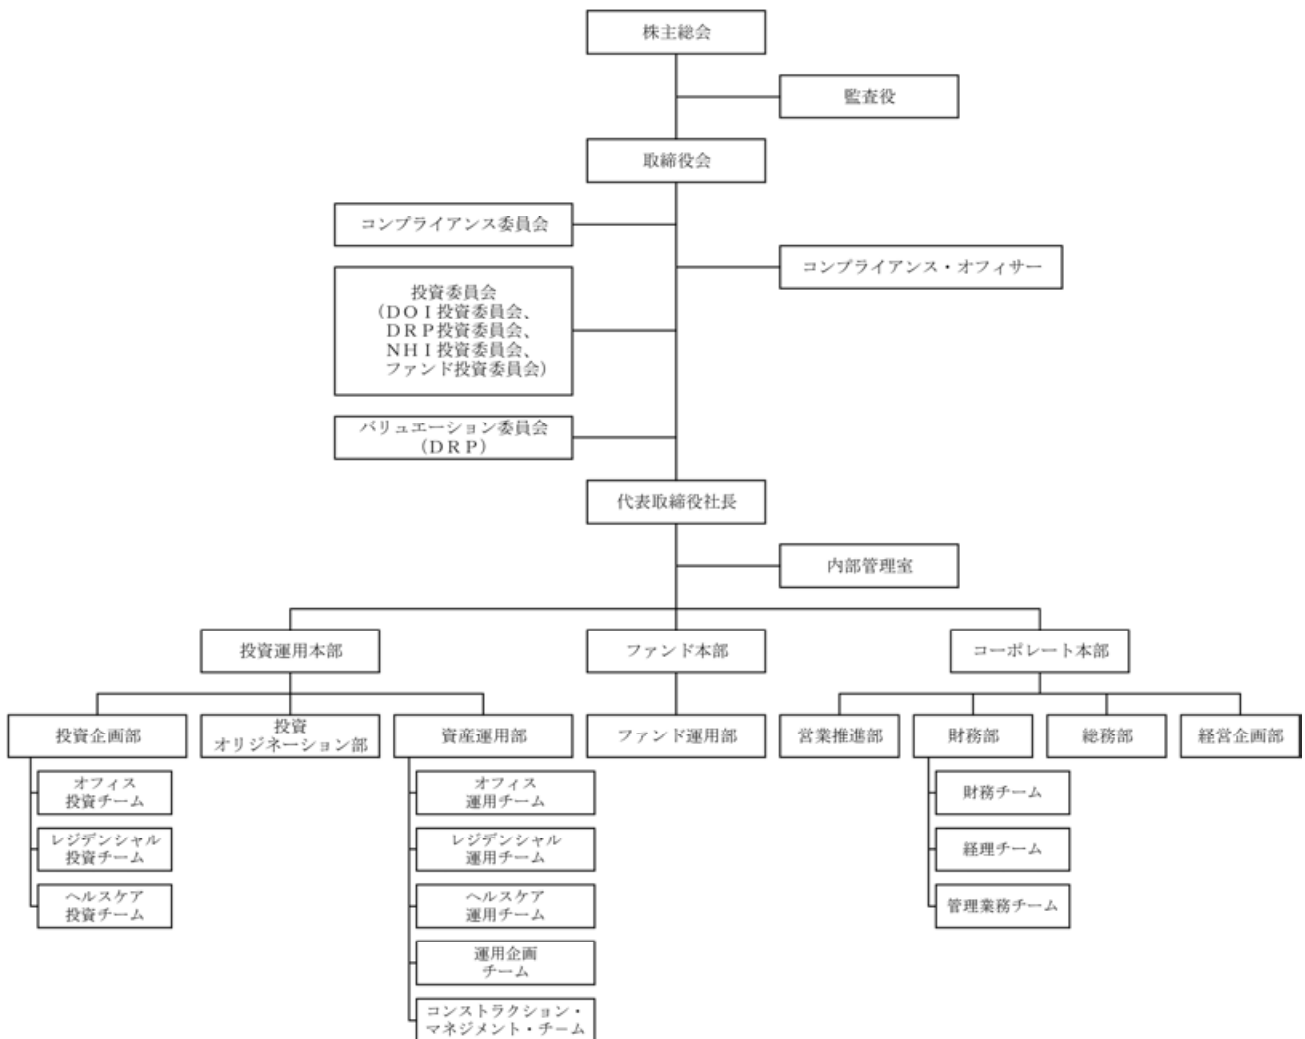 株主総会
監査役
取締役会
コンプライアンス委員会
コンプライアンス・オフィサー
投資委員会
(DOI投資委員会、
DRP投資委員会、
NHI投資委員会、
ファンド投資委員会)
バリュエーション委員会
(DRP)
代表取締役社長
内部管理室
投資運用本部
ファンド本部
コーポレート本部
投資企画部
投資
オリジネーション部
資産運用部
ファンド運用部
営業推進部
財務部
総務部
経営企画部
オフィス
投資チーム
レジデンシャル
投資チーム
ヘルスケア
投資チーム
オフィス
運用チーム
レジデンシャル
運用チーム
ヘルスケア
運用チーム
運用企画
チーム
コンストラクション・
マネジメント・チーム
財務チーム
経理チーム
管理業務チーム